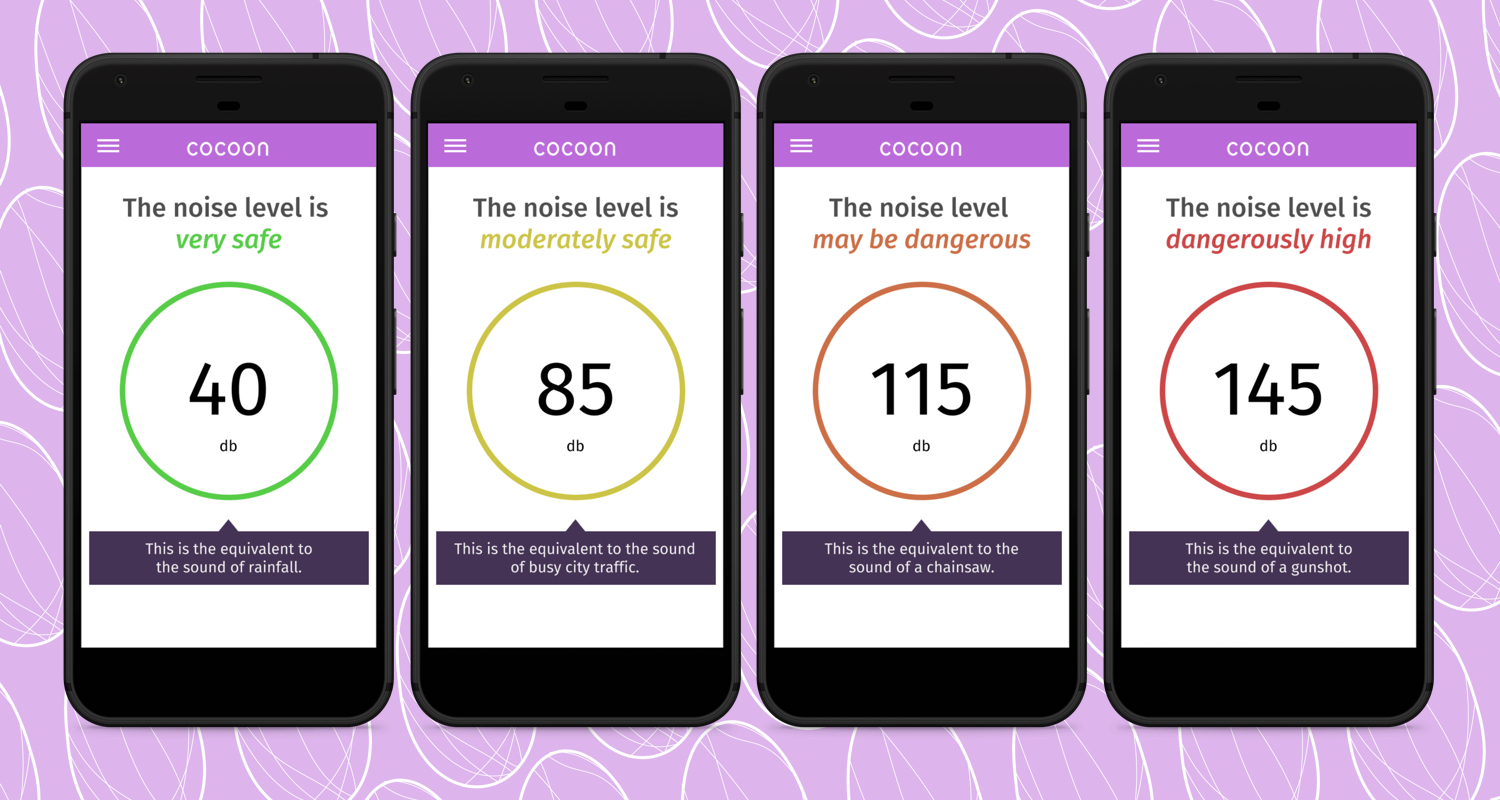 cocoon
The noise level is
very safe
40
db
This is the equivalent to
the sound of rainfall.
cocoon
The noise level is
moderately safe
85
db
This is the equivalent to the sound
of busy city traffic.
cocoon
The noise level
may be dangerous
115
db
This is the equivalent to the
sound of a chainsaw.
cocoon
The noise level is
dangerously high
145
db
This is the equivalent to
the sound of a gunshot.